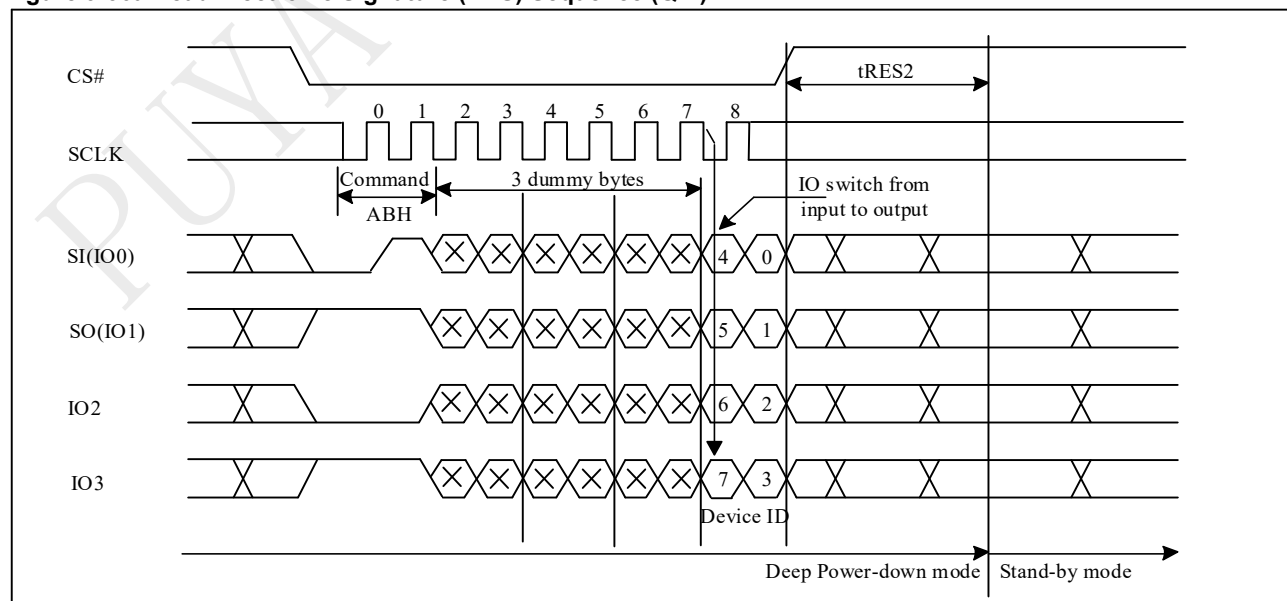 PUYA
CS#
tRES2
0 1 2 3 4 5 6 7 8
SCLK
Command
3 dummy bytes
IO switch from
input to output
ABH
SI(IO0)
4 0
SO(IO1)
5 1
IO2
6 2
IO3
7 3
Device ID
Deep Power-down mode
Stand-by mode